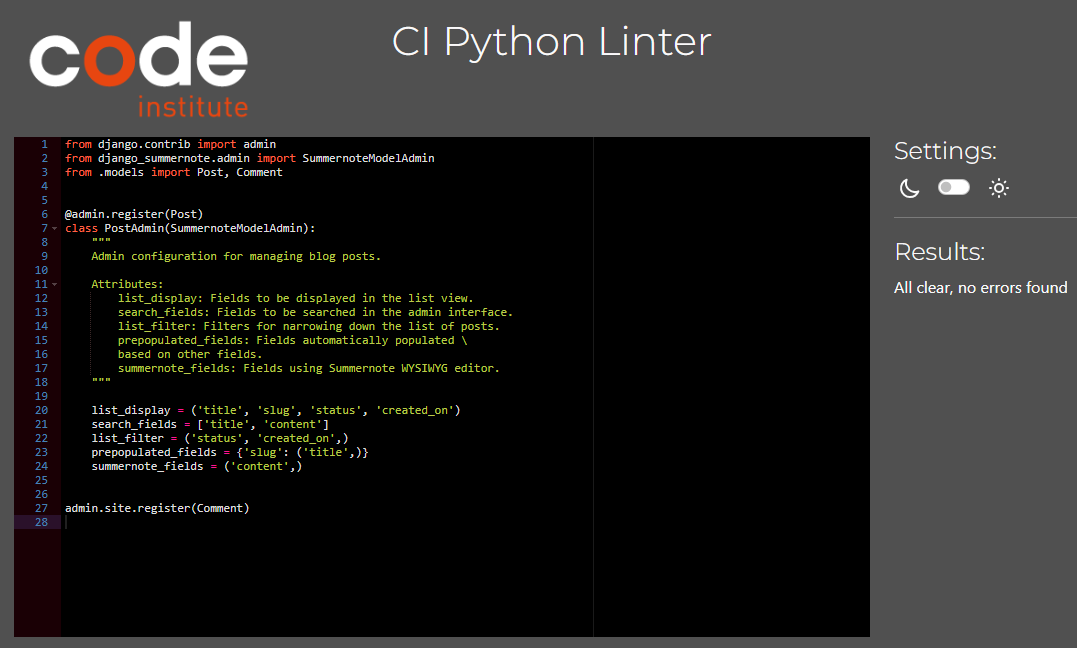 code
institute
CI Python Linter
1 from django.contrib import admin
2 from django_summernote.admin import SummernoteModelAdmin
3 from .models import Post, Comment
4
5
6 @admin.register(Post)
7 class PostAdmin(SummernoteModelAdmin):
8     """
9     Admin configuration for managing blog posts.
10
11     Attributes:
12         list_display: Fields to be displayed in the list view.
13         search_fields: Fields to be searched in the admin interface.
14         list_filter: Filters for narrowing down the list of posts.
15         prepopulated_fields: Fields automatically populated \
16         based on other fields.
17         summernote_fields: Fields using Summernote WYSIWYG editor.
18     """
19
20     list_display = ('title', 'slug', 'status', 'created_on')
21     search_fields = ['title', 'content']
22     list_filter = ('status', 'created_on',)
23     prepopulated_fields = {'slug': ('title',)}
24     summernote_fields = ('content',)
25
26
27 admin.site.register(Comment)
28
Settings:
Results:
All clear, no errors found